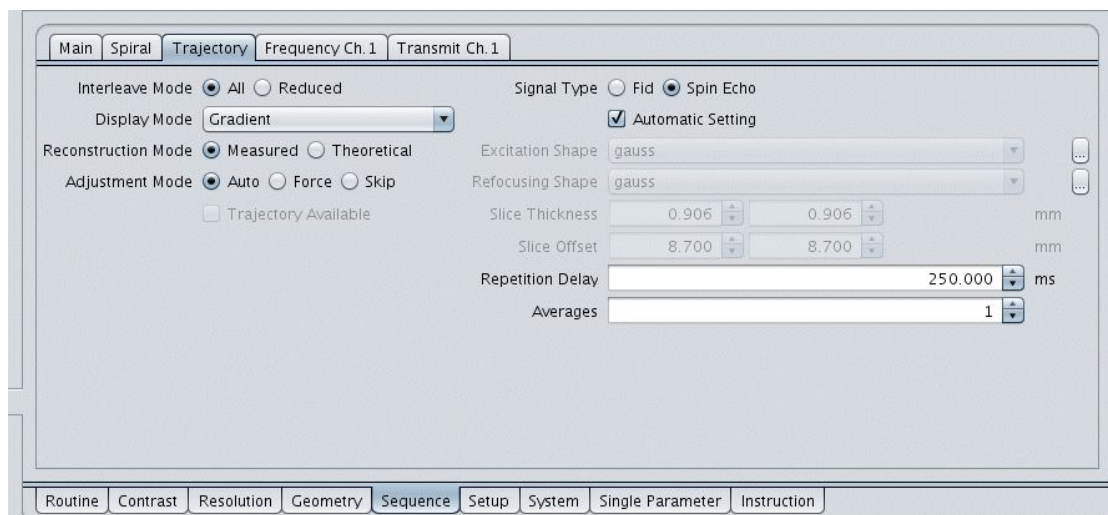 Main Spiral Trajectory Frequency Ch.1 Transmit Ch.1
Interleave Mode All Reduced
Display Mode Gradient
Reconstruction Mode Measured Theoretical
Adjustment Mode Auto Force Skip
Trajectory Available
Signal Type Fid Spin Echo
Automatic Setting
Excitation Shape gauss ...
Refocusing Shape gauss ...
Slice Thickness 0.906 0.906 mm
Slice Offset 8.700 8.700 mm
Repetition Delay 250.000 ms
Averages 1
Routine Contrast Resolution Geometry Sequence Setup System Single Parameter Instruction